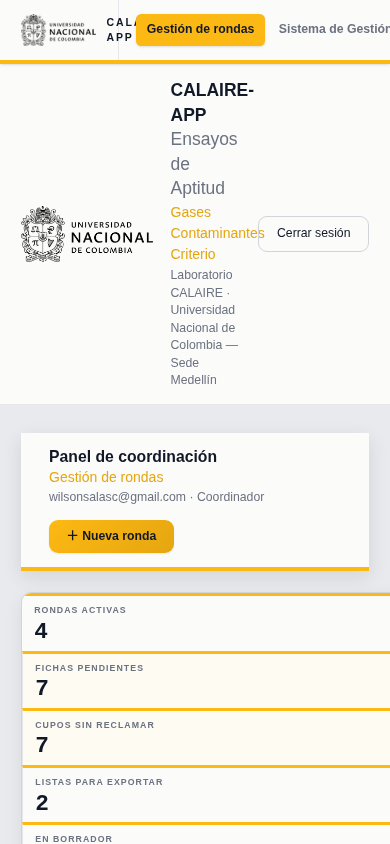 UNIVERSIDAD
NACIONAL
DE COLOMBIA
APP
Gestión de rondas
Sistema de Gestión
CALAIRE-
APP
Ensayos
de
Aptitud
Gases
Contaminantes
Criterio
Laboratorio
CALAIRE ·
Universidad
Nacional de
Colombia —
Sede
Medellín
UNIVERSIDAD
NACIONAL
DE COLOMBIA
Cerrar sesión
Panel de coordinación
Gestión de rondas
wilsonsalasc@gmail.com · Coordinador
+ Nueva ronda
RONDAS ACTIVAS
4
FICHAS PENDIENTES
7
CUPOS SIN RECLAMAR
7
LISTAS PARA EXPORTAR
2
EN BORRADOR